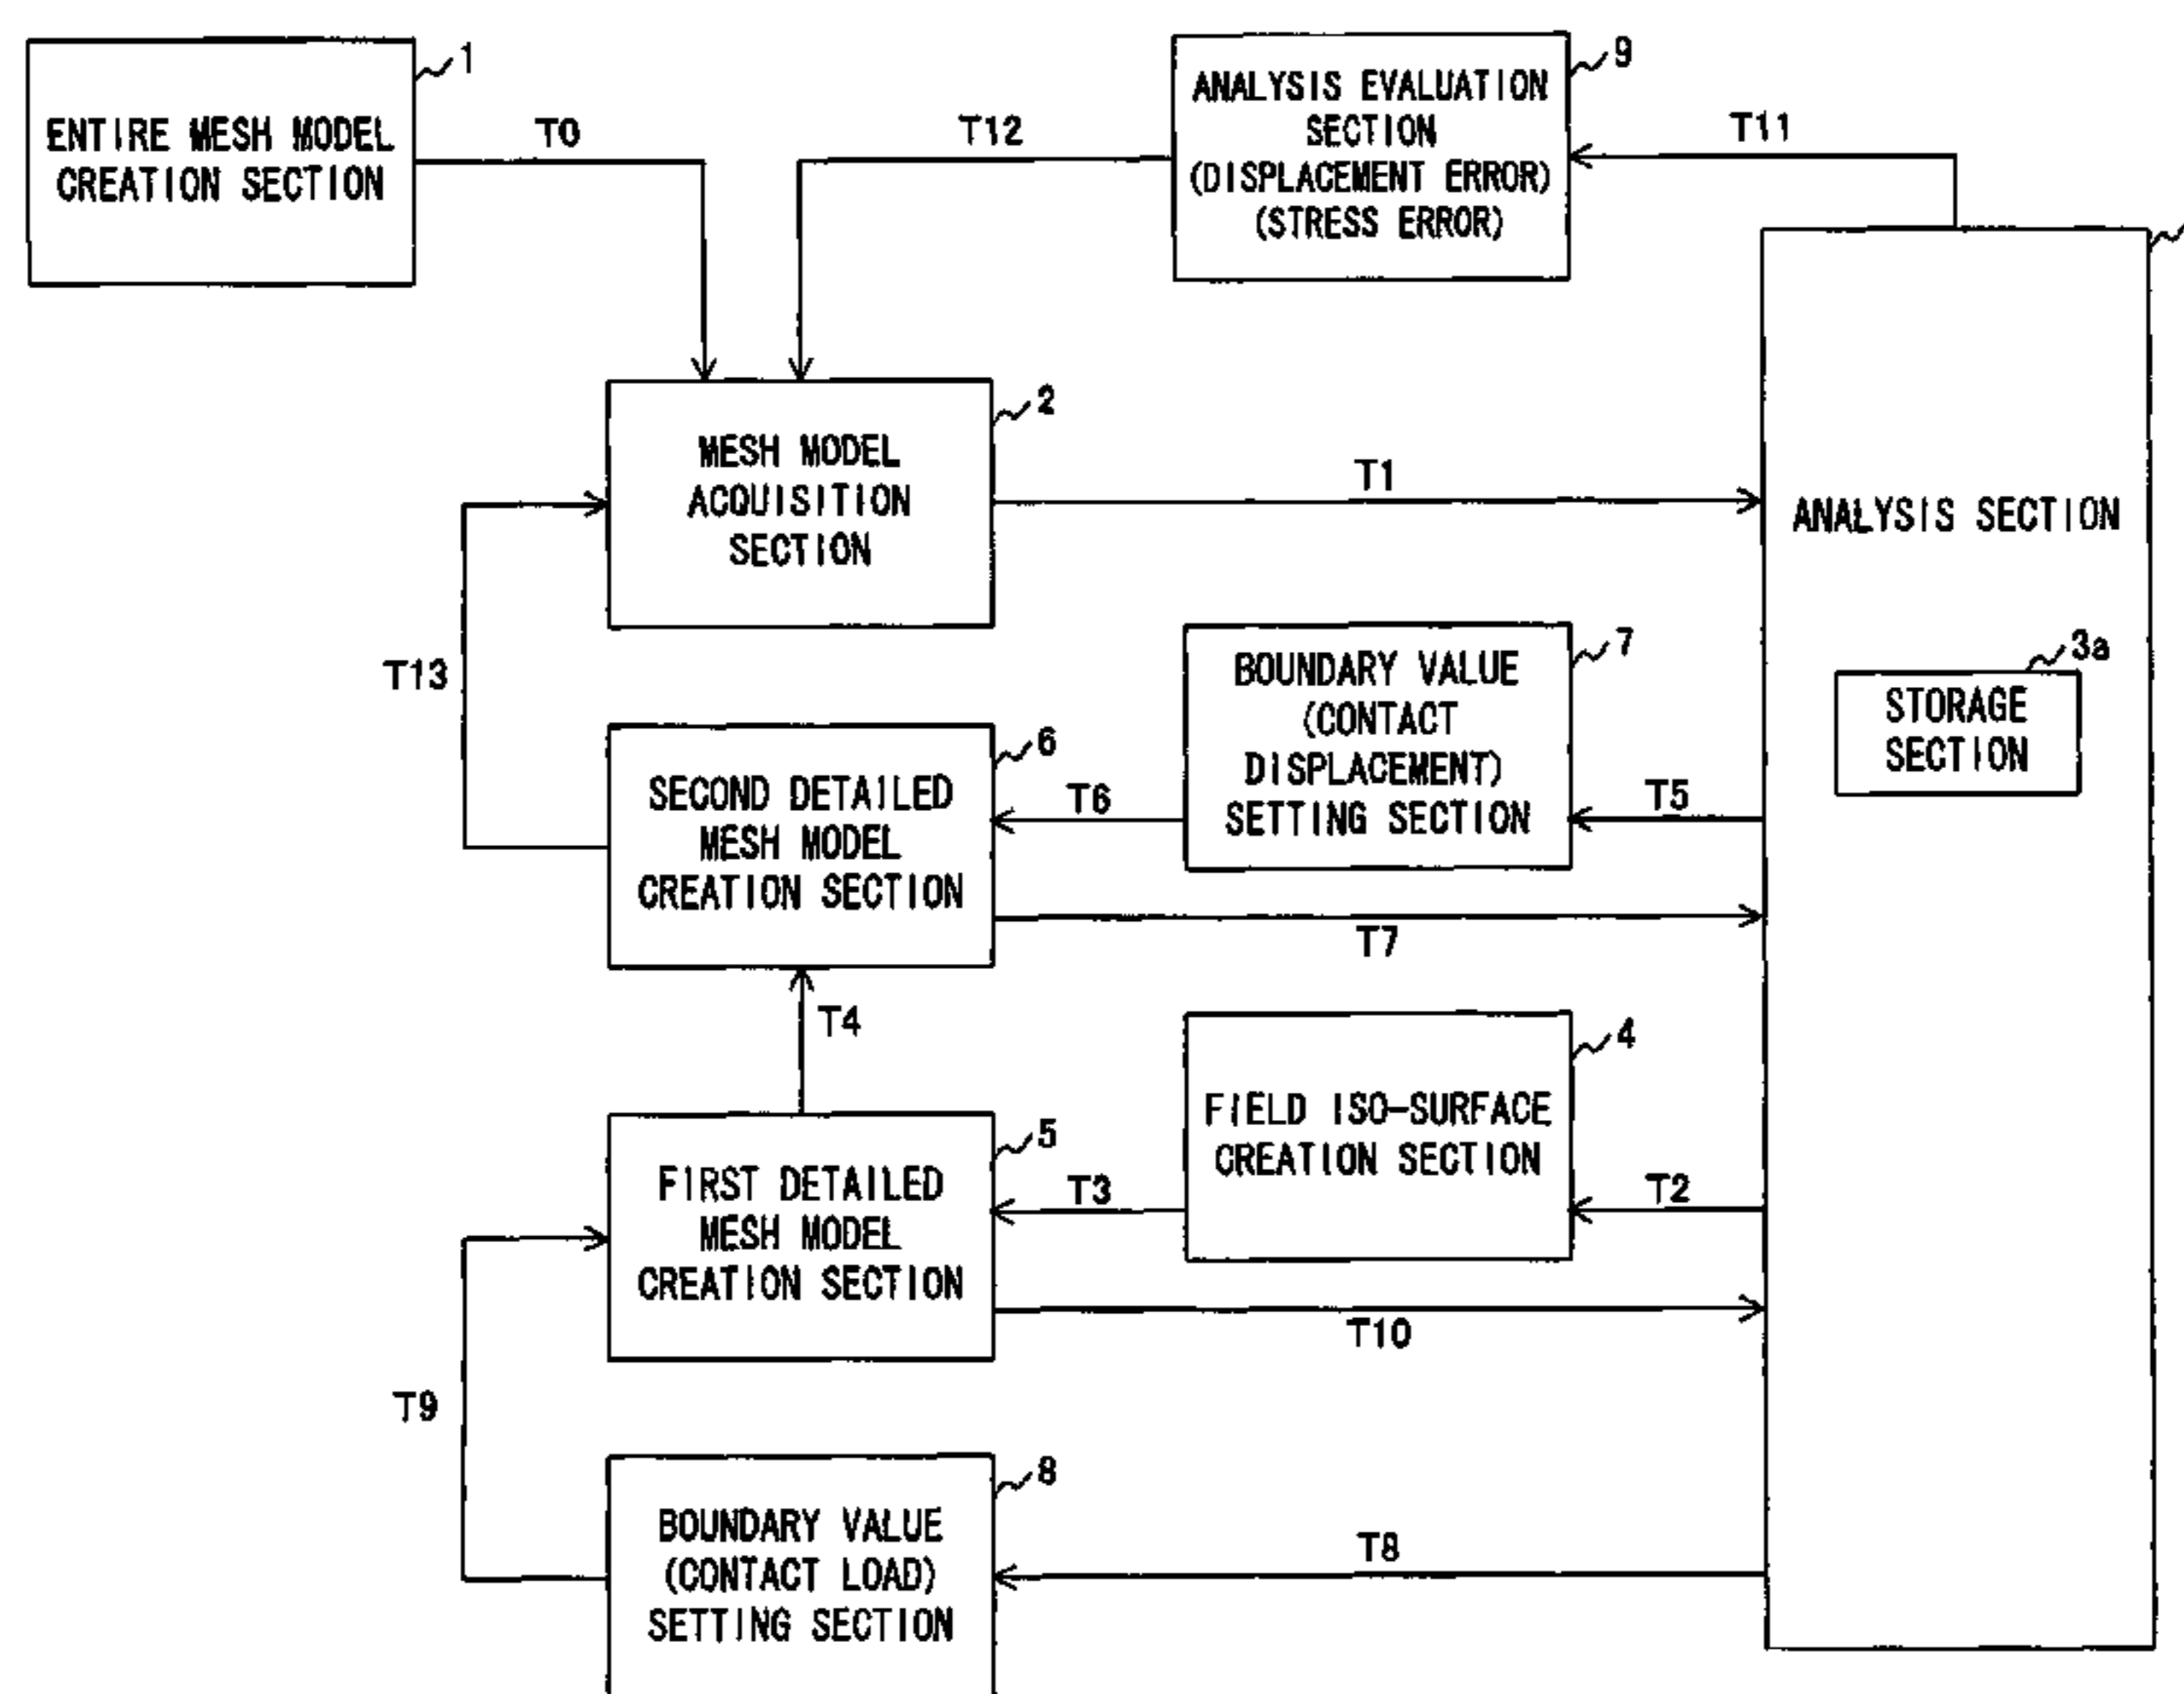 1
ENTIRE MESH MODEL
CREATION SECTION
T0
9
ANALYSIS EVALUATION
SECTION
(DISPLACEMENT ERROR)
(STRESS ERROR)
T12
T11
2
MESH MODEL
ACQUISITION
SECTION
T1
ANALYSIS SECTION
3a
STORAGE
SECTION
T13
7
BOUNDARY VALUE
(CONTACT
DISPLACEMENT)
SETTING SECTION
6
SECOND DETAILED
MESH MODEL
CREATION SECTION
T6
T5
T7
T4
4
FIELD ISO-SURFACE
CREATION SECTION
5
FIRST DETAILED
MESH MODEL
CREATION SECTION
T3
T2
T10
T9
8
BOUNDARY VALUE
(CONTACT LOAD)
SETTING SECTION
T8